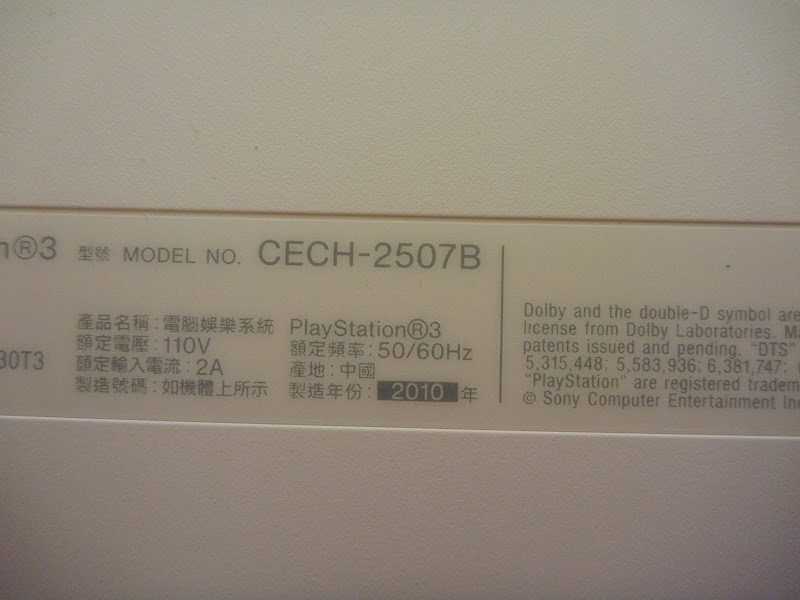 n®3 型號 MODEL NO. CECH-2507B
產品名稱:電腦娛樂系統 PlayStation®3
額定電壓:110V 額定頻率:50/60Hz
30T3 額定輸入電流:2A 產地:中國
製造號碼:如機體上所示 製造年份: 2010 年
Dolby and the double-D symbol are
license from Dolby Laboratories. Ma
patents issued and pending. "DTS"
5,315,448; 5,583,936; 6,381,747;
"PlayStation" are registered tradem
© Sony Computer Entertainment Inc